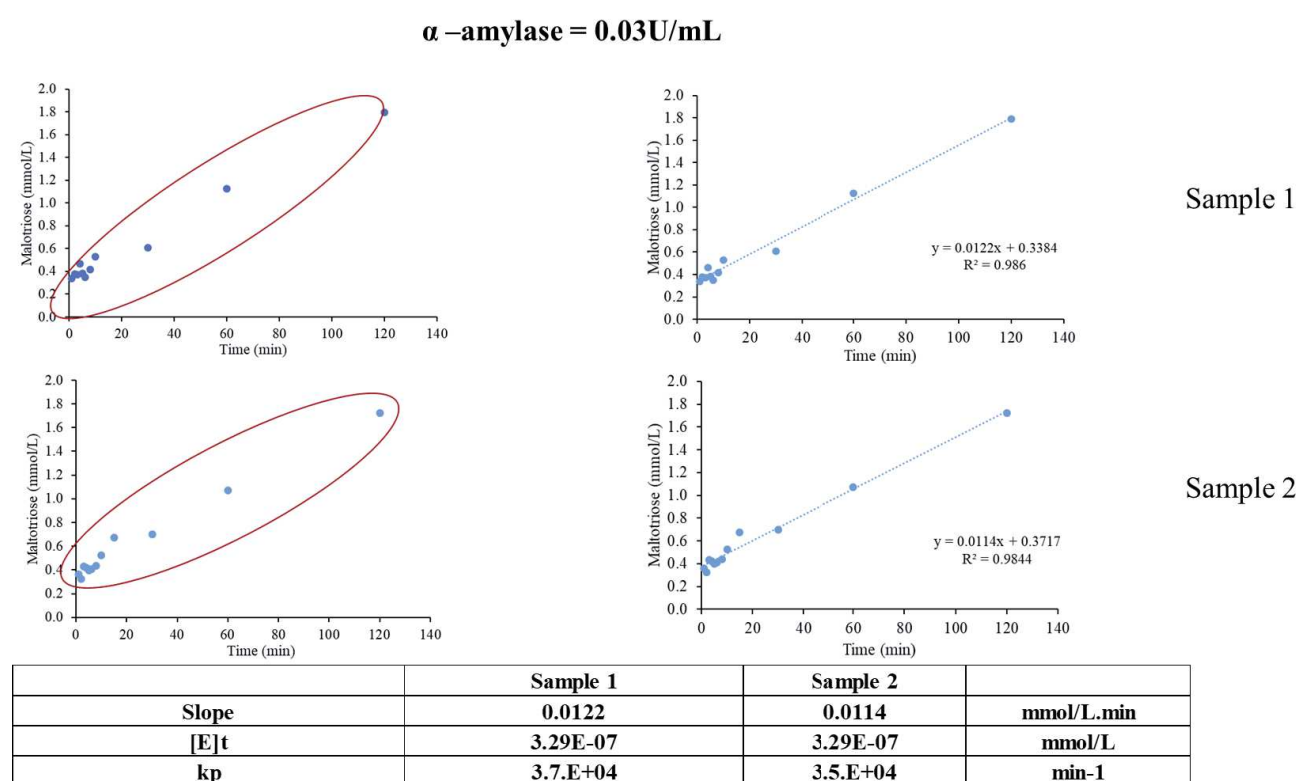 α –amylase = 0.03U/mL
2.0
1.8
1.6
1.4
1.2
1.0
0.8
0.6
0.4
0.2
0.0
Malotriose (mmol/L)
0 20 40 60 80 100 120 140
Time (min)
2.0
1.8
1.6
1.4
1.2
1.0
0.8
0.6
0.4
0.2
0.0
Malotriose (mmol/L)
y = 0.0122x + 0.3384
R² = 0.986
0 20 40 60 80 100 120 140
Time (min)
Sample 1
2.0
1.8
1.6
1.4
1.2
1.0
0.8
0.6
0.4
0.2
0.0
Maltotriose (mmol/L)
0 20 40 60 80 100 120 140
Time (min)
2.0
1.8
1.6
1.4
1.2
1.0
0.8
0.6
0.4
0.2
0.0
Maltotriose (mmol/L)
y = 0.0114x + 0.3717
R² = 0.9844
0 20 40 60 80 100 120 140
Time (min)
Sample 2
Sample 1 Sample 2
Slope 0.0122 0.0114 mmol/L.min
[E]t 3.29E-07 3.29E-07 mmol/L
kp 3.7.E+04 3.5.E+04 min-1